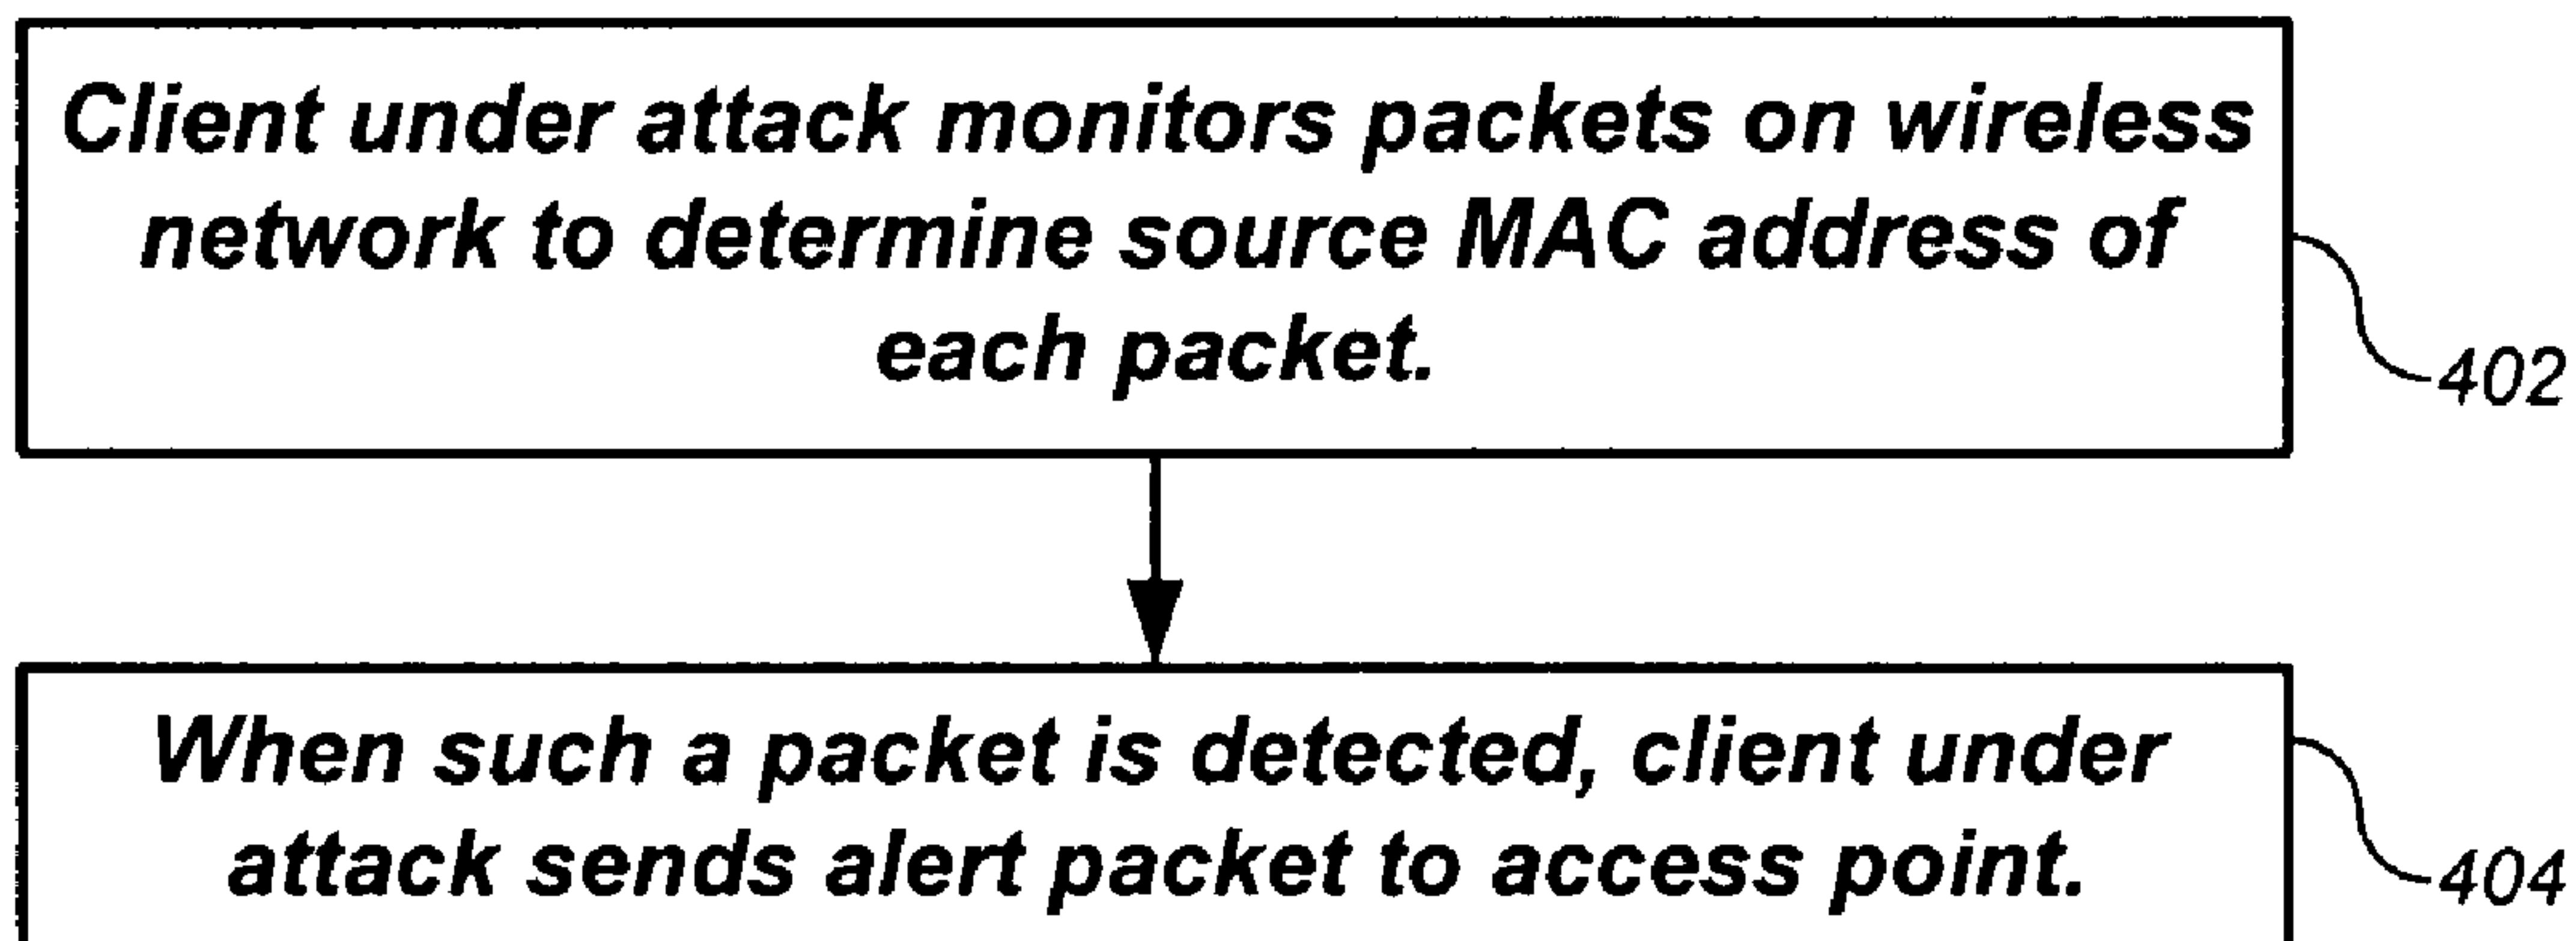 Client under attack monitors packets on wireless
network to determine source MAC address of
each packet.
402
When such a packet is detected, client under
attack sends alert packet to access point.
404